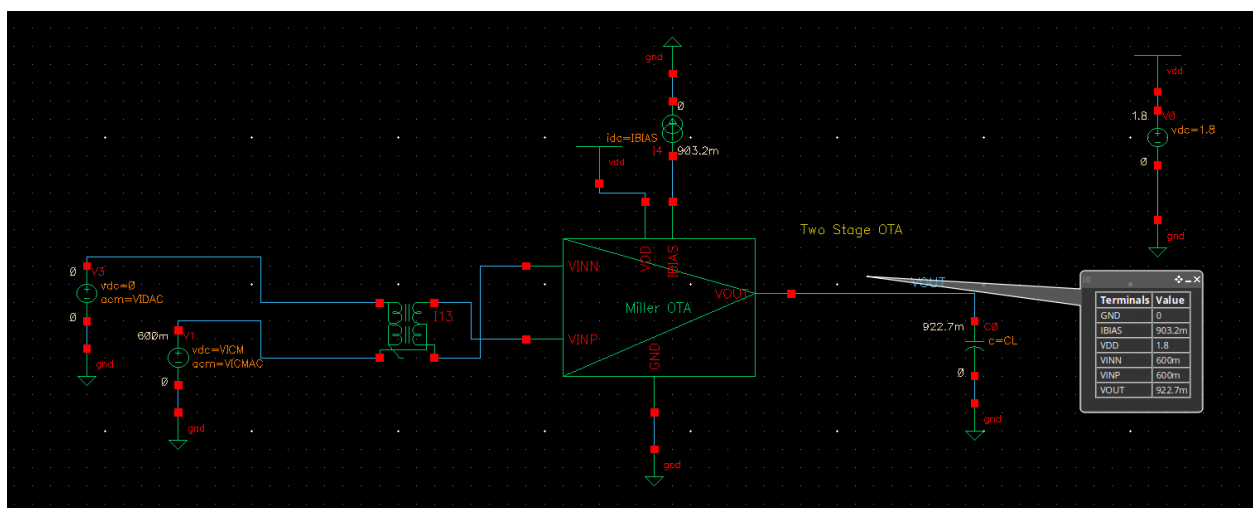 gnd
0
idc=IBIAS
I4
903.2m
vdd
vdd
1.8
V0
vdc=1.8
0
gnd
Two Stage OTA
VDD
IBIAS
VINN
VINP
VOUT
Miller OTA
GND
gnd
0
V3
vdc=0
acm=VIDAC
0
gnd
600m
V1
vdc=VICM
acm=VICMAC
0
gnd
I13
VOUT
922.7m
C0
c=CL
0
gnd
Terminals Value
GND 0
IBIAS 903.2m
VDD 1.8
VINN 600m
VINP 600m
VOUT 922.7m